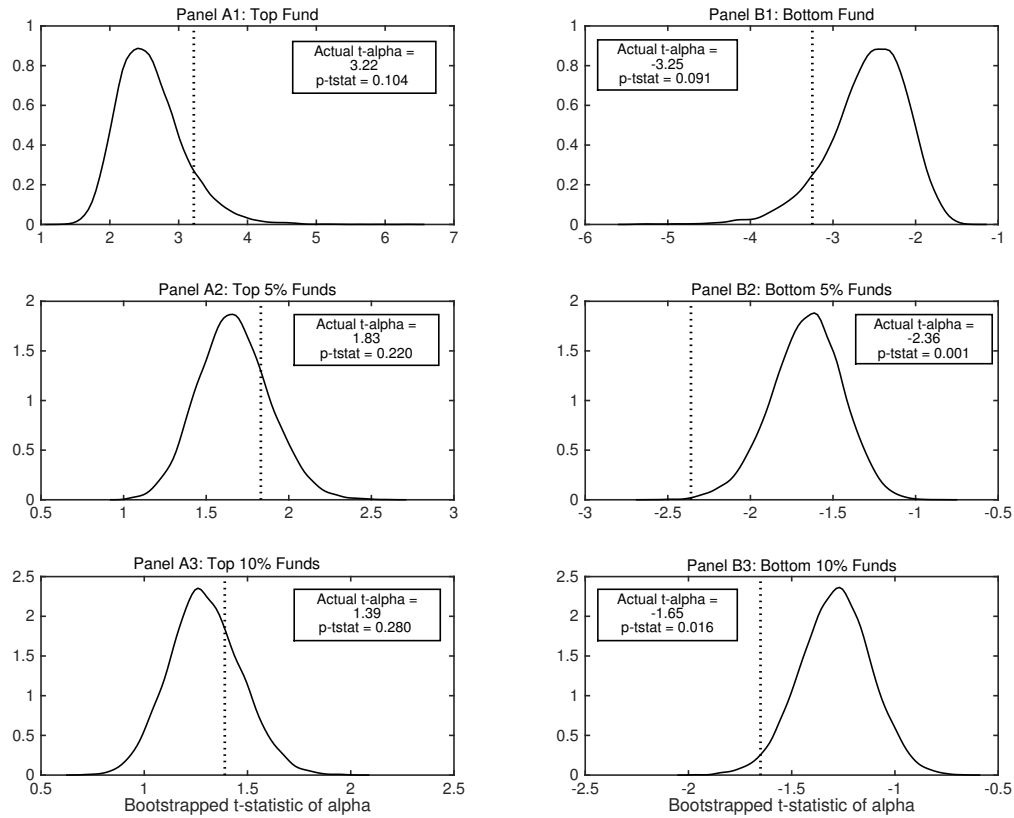 Panel A1: Top Fund
1
0.8
0.6
0.4
0.2
0
Actual t-alpha =
3.22
p-tstat = 0.104
1 2 3 4 5 6 7
Panel B1: Bottom Fund
1
0.8
0.6
0.4
0.2
0
Actual t-alpha =
-3.25
p-tstat = 0.091
-6 -5 -4 -3 -2 -1
Panel A2: Top 5% Funds
2
1.5
1
0.5
0
Actual t-alpha =
1.83
p-tstat = 0.220
0.5 1 1.5 2 2.5 3
Panel B2: Bottom 5% Funds
2
1.5
1
0.5
0
Actual t-alpha =
-2.36
p-tstat = 0.001
-3 -2.5 -2 -1.5 -1 -0.5
Panel A3: Top 10% Funds
2.5
2
1.5
1
0.5
0
Actual t-alpha =
1.39
p-tstat = 0.280
0.5 1 1.5 2 2.5
Bootstrapped t-statistic of alpha
Panel B3: Bottom 10% Funds
2.5
2
1.5
1
0.5
0
Actual t-alpha =
-1.65
p-tstat = 0.016
-2.5 -2 -1.5 -1 -0.5
Bootstrapped t-statistic of alpha